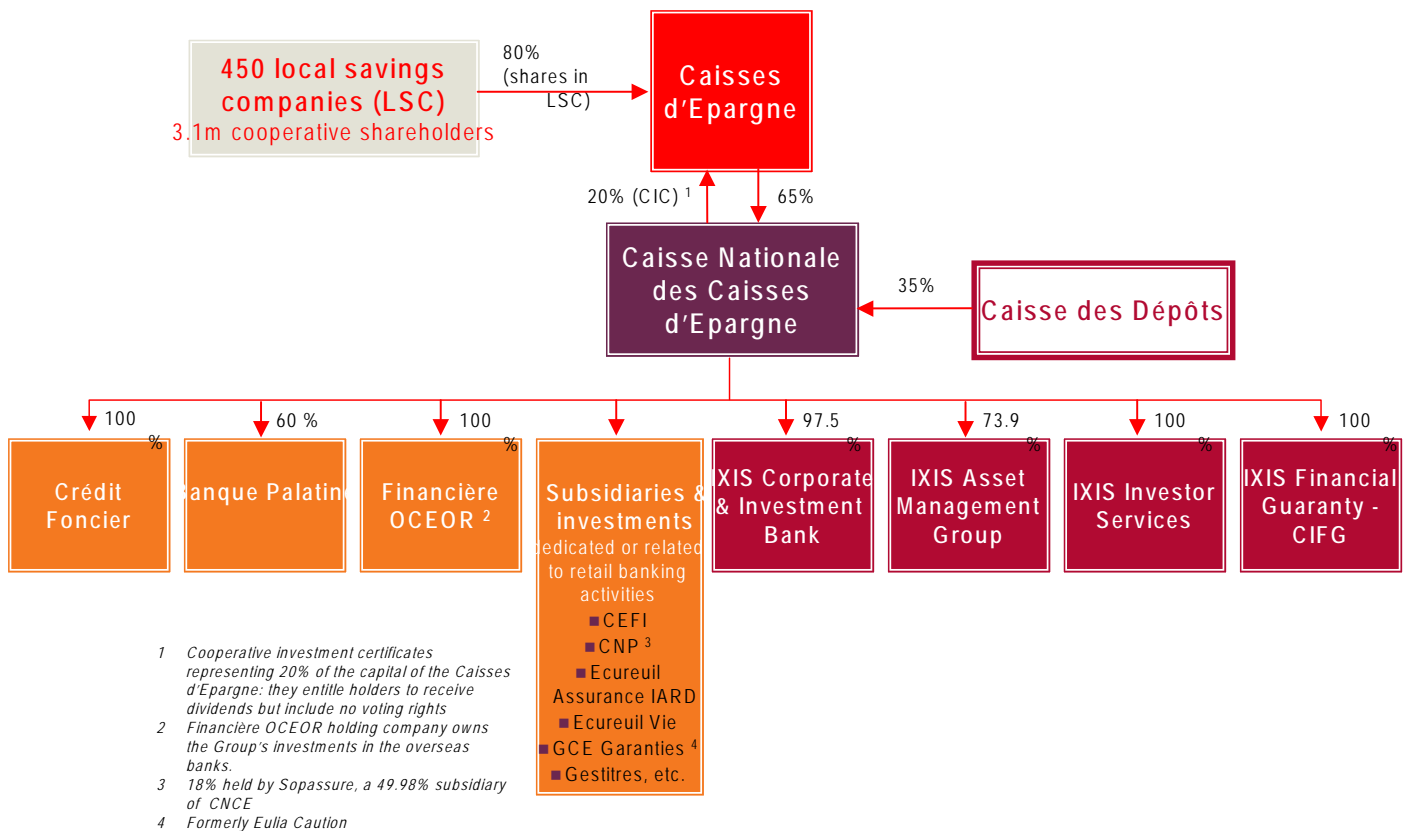 450 local savings
companies (LSC)
3.1m cooperative shareholders
80%
(shares in
LSC)
Caisses
d'Epargne
20% (CIC) 1
65%
Caisse Nationale
des Caisses
d'Epargne
35%
Caisse des Dépôts
100
%
60 %
100
%
97.5
%
73.9
%
100
%
100
%
Crédit
Foncier
Banque Palatine
Financière
OCEOR 2
Subsidiaries &
investments
dedicated or related
to retail banking
activities
■ CEFI
■ CNP 3
■ Ecureuil
Assurance IARD
■ Ecureuil Vie
■ GCE Garanties 4
■ Gestitres, etc.
IXIS Corporate
& Investment
Bank
IXIS Asset
Management
Group
IXIS Investor
Services
IXIS Financial
Guaranty -
CIFG
1 Cooperative investment certificates
representing 20% of the capital of the Caisses
d'Epargne: they entitle holders to receive
dividends but include no voting rights
2 Financière OCEOR holding company owns
the Group's investments in the overseas
banks.
3 18% held by Sopassure, a 49.98% subsidiary
of CNCE
4 Formerly Eulia Caution